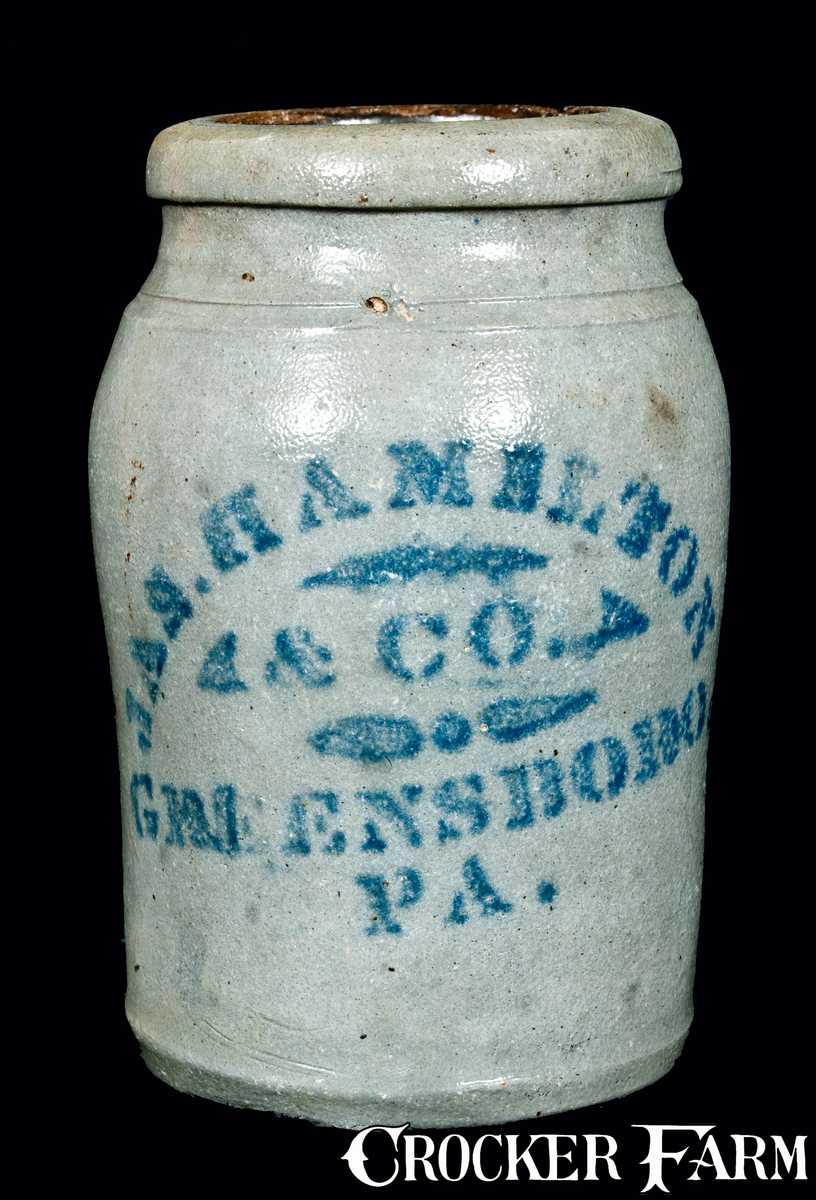 JAS. HAMILTON
& CO.
GREENSBORO
PA.
CROCKER FARM